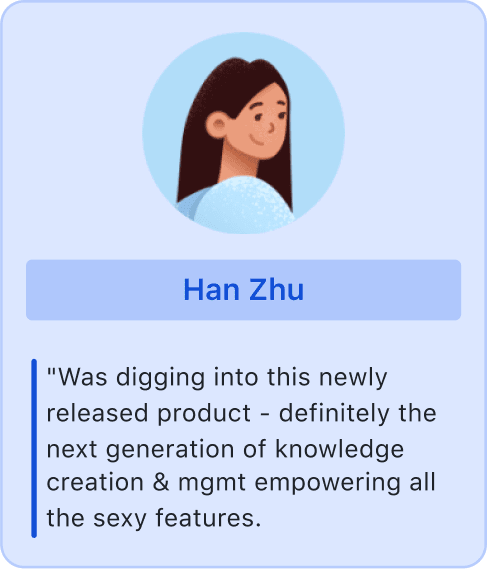 Han Zhu
"Was digging into this newly
released product - definitely the
next generation of knowledge
creation & mgmt empowering all
the sexy features.